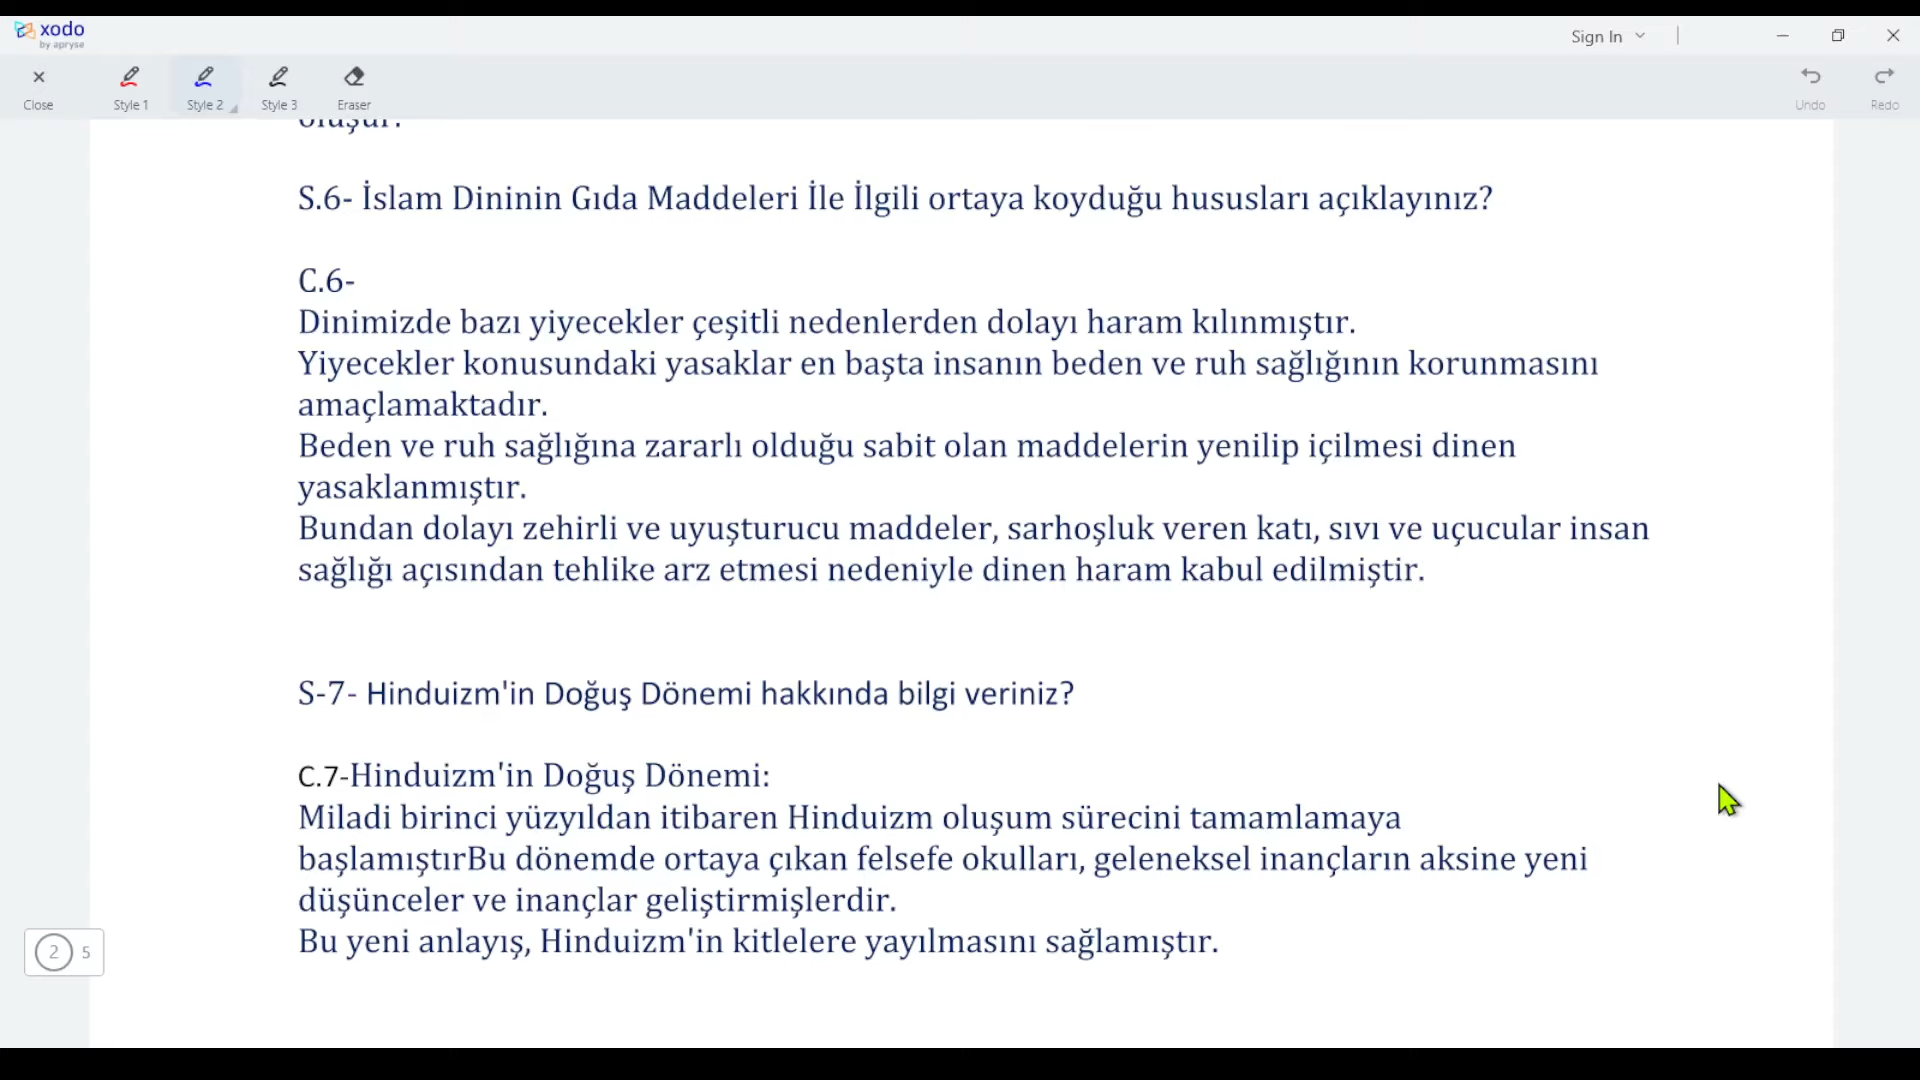 xodo
by apryse
Sign In
Close
Style 1
Style 2
Style 3
Eraser
Undo
Redo
oluşur.
S.6- İslam Dininin Gıda Maddeleri İle İlgili ortaya koyduğu hususları açıklayınız?
C.6-
Dinimizde bazı yiyecekler çeşitli nedenlerden dolayı haram kılınmıştır.
Yiyecekler konusundaki yasaklar en başta insanın beden ve ruh sağlığının korunmasını
amaçlamaktadır.
Beden ve ruh sağlığına zararlı olduğu sabit olan maddelerin yenilip içilmesi dinen
yasaklanmıştır.
Bundan dolayı zehirli ve uyuşturucu maddeler, sarhoşluk veren katı, sıvı ve uçucular insan
sağlığı açısından tehlike arz etmesi nedeniyle dinen haram kabul edilmiştir.
S-7- Hinduizm'in Doğuş Dönemi hakkında bilgi veriniz?
C.7-Hinduizm'in Doğuş Dönemi:
Miladi birinci yüzyıldan itibaren Hinduizm oluşum sürecini tamamlamaya
başlamıştırBu dönemde ortaya çıkan felsefe okulları, geleneksel inançların aksine yeni
düşünceler ve inançlar geliştirmişlerdir.
Bu yeni anlayış, Hinduizm'in kitlelere yayılmasını sağlamıştır.
2 5